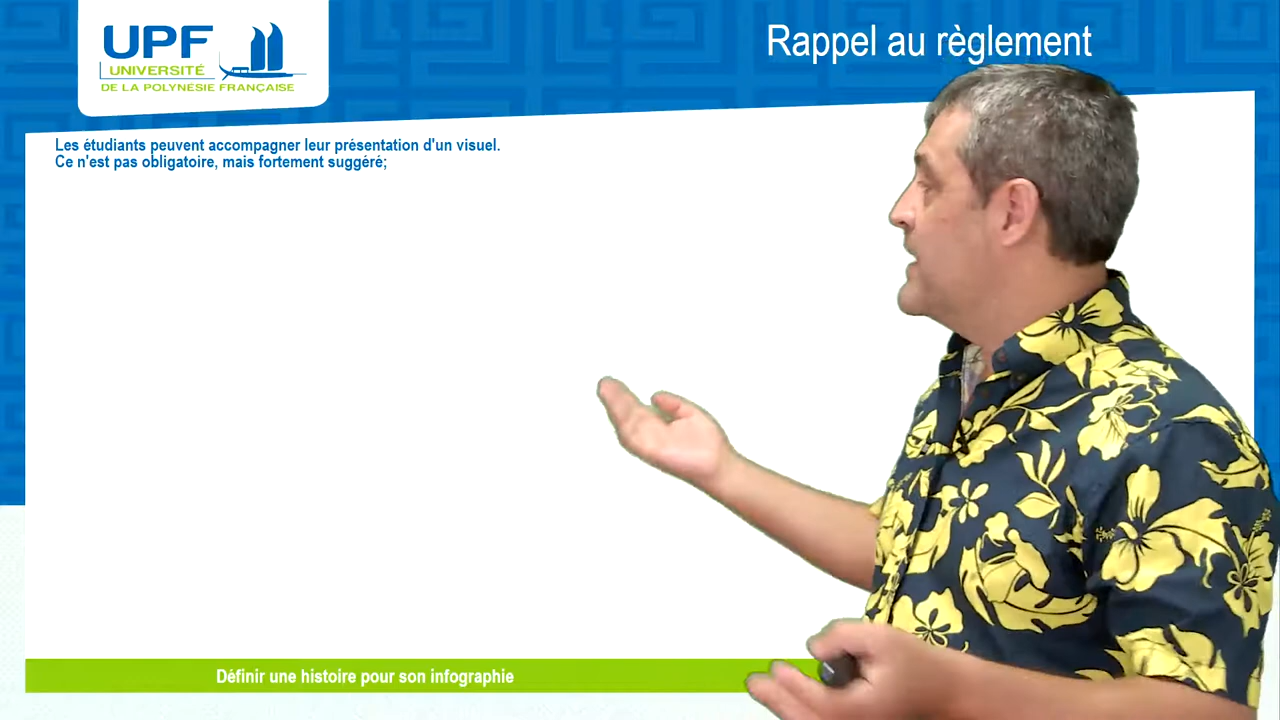 UPF
UNIVERSITÉ
DE LA POLYNÉSIE FRANÇAISE
Rappel au règlement
Les étudiants peuvent accompagner leur présentation d'un visuel.
Ce n'est pas obligatoire, mais fortement suggéré;
Définir une histoire pour son infographie